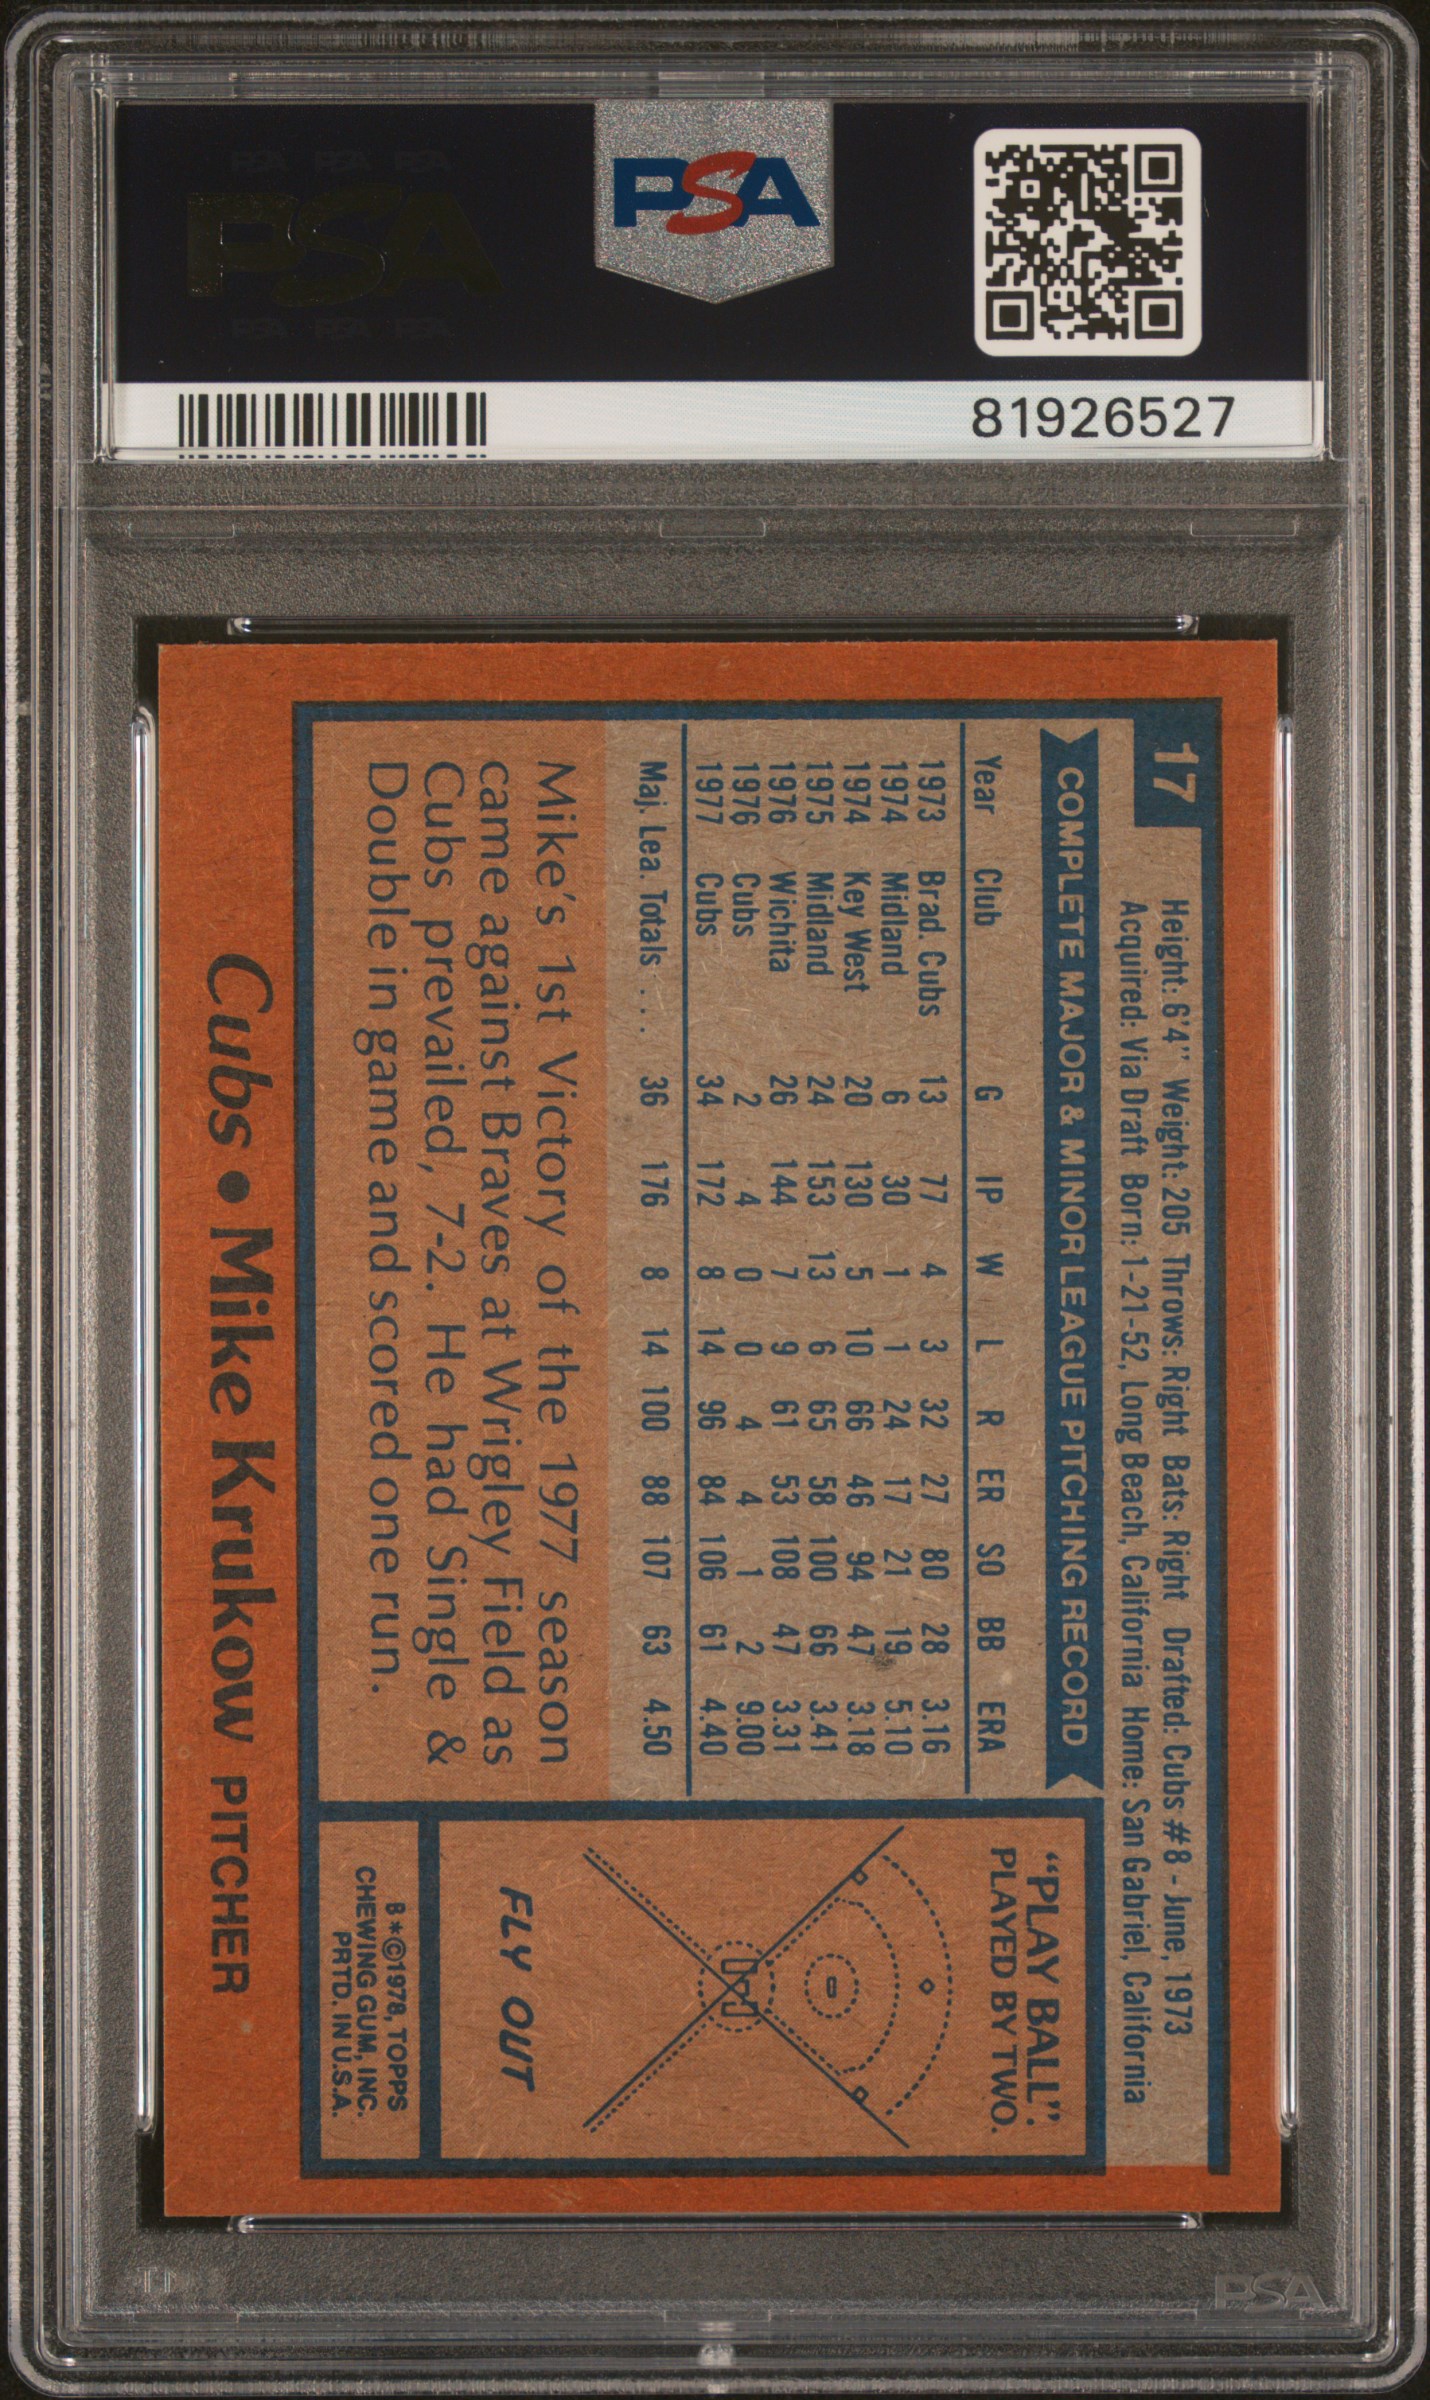 PSA
81926527
17
Height: 6'4" Weight: 205 Throws: Right Bats: Right Drafted: Cubs #8 - June, 1973
Acquired: Via Draft Born: 1-21-52, Long Beach, California Home: San Gabriel, California
COMPLETE MAJOR & MINOR LEAGUE PITCHING RECORD
Year Club G IP W L R ER SO BB ERA
1973 Brad. Cubs 13 77 4 3 32 27 80 28 3.16
1974 Midland 6 30 1 1 24 17 21 19 5.10
1974 Key West 20 130 5 10 66 46 94 47 3.18
1975 Midland 24 153 13 6 65 58 100 66 3.41
1976 Wichita 26 144 7 9 61 53 108 47 3.31
1976 Cubs 2 4 0 0 4 4 1 2 9.00
1977 Cubs 34 172 8 14 96 84 106 61 4.40
Maj. Lea. Totals . . . 36 176 8 14 100 88 107 63 4.50
Mike's 1st Victory of the 1977 season
came against Braves at Wrigley Field as
Cubs prevailed, 7-2. He had Single &
Double in game and scored one run.
"PLAY BALL":
PLAYED BY TWO.
FLY OUT
B*©1978, TOPPS
CHEWING GUM, INC.
PRTD. IN U.S.A.
Cubs • Mike Krukow PITCHER
PSA